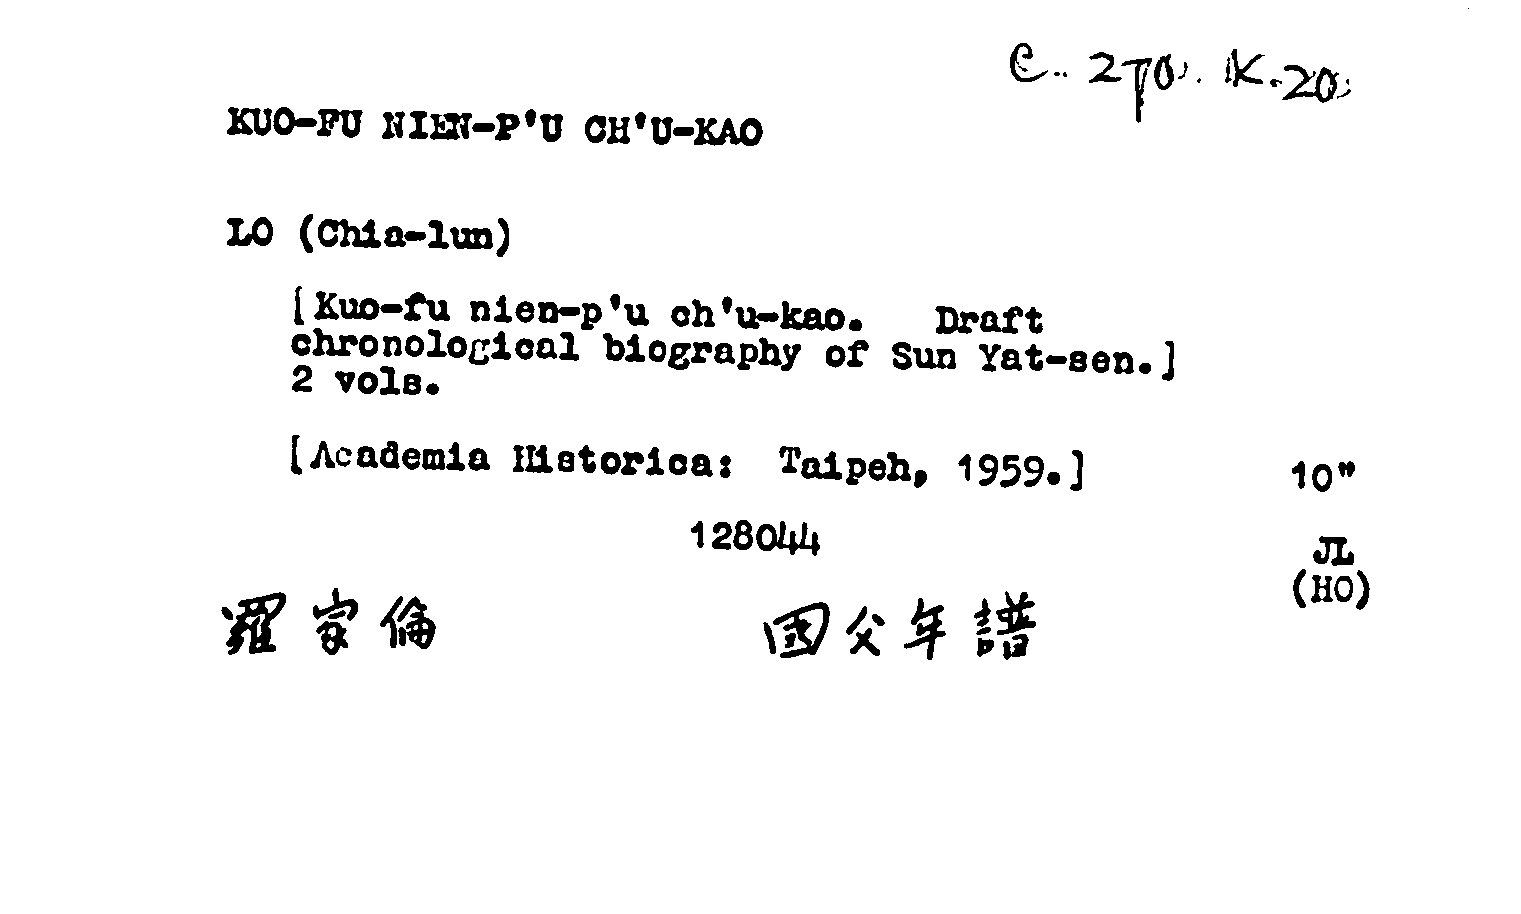 C. 270. K.20
KUO-FU NIEN-P'U CH'U-KAO
LO (Chia-lun)
[Kuo-fu nien-p'u ch'u-kao. Draft
chronological biography of Sun Yat-sen.]
2 vols.
[Academia Historica: Taipeh, 1959.] 10"
128044
JL
(HO)
羅家倫 國父年譜